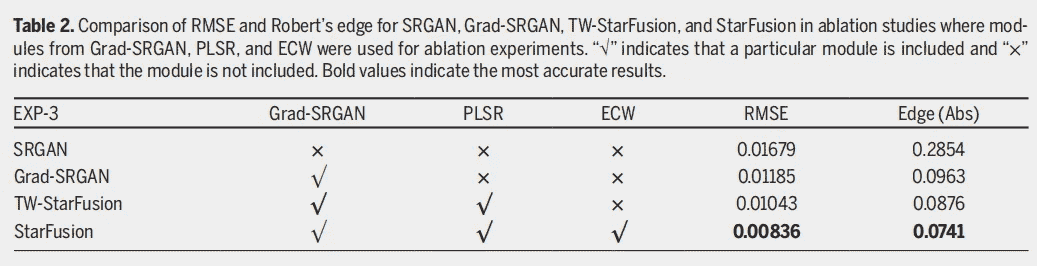 Table 2. Comparison of RMSE and Robert's edge for SRGAN, Grad-SRGAN, TW-StarFusion, and StarFusion in ablation studies where mod-
ules from Grad-SRGAN, PLSR, and ECW were used for ablation experiments. “√” indicates that a particular module is included and “×”
indicates that the module is not included. Bold values indicate the most accurate results.
EXP-3 Grad-SRGAN PLSR ECW RMSE Edge (Abs)
SRGAN × × × 0.01679 0.2854
Grad-SRGAN √ × × 0.01185 0.0963
TW-StarFusion √ √ × 0.01043 0.0876
StarFusion √ √ √ 0.00836 0.0741